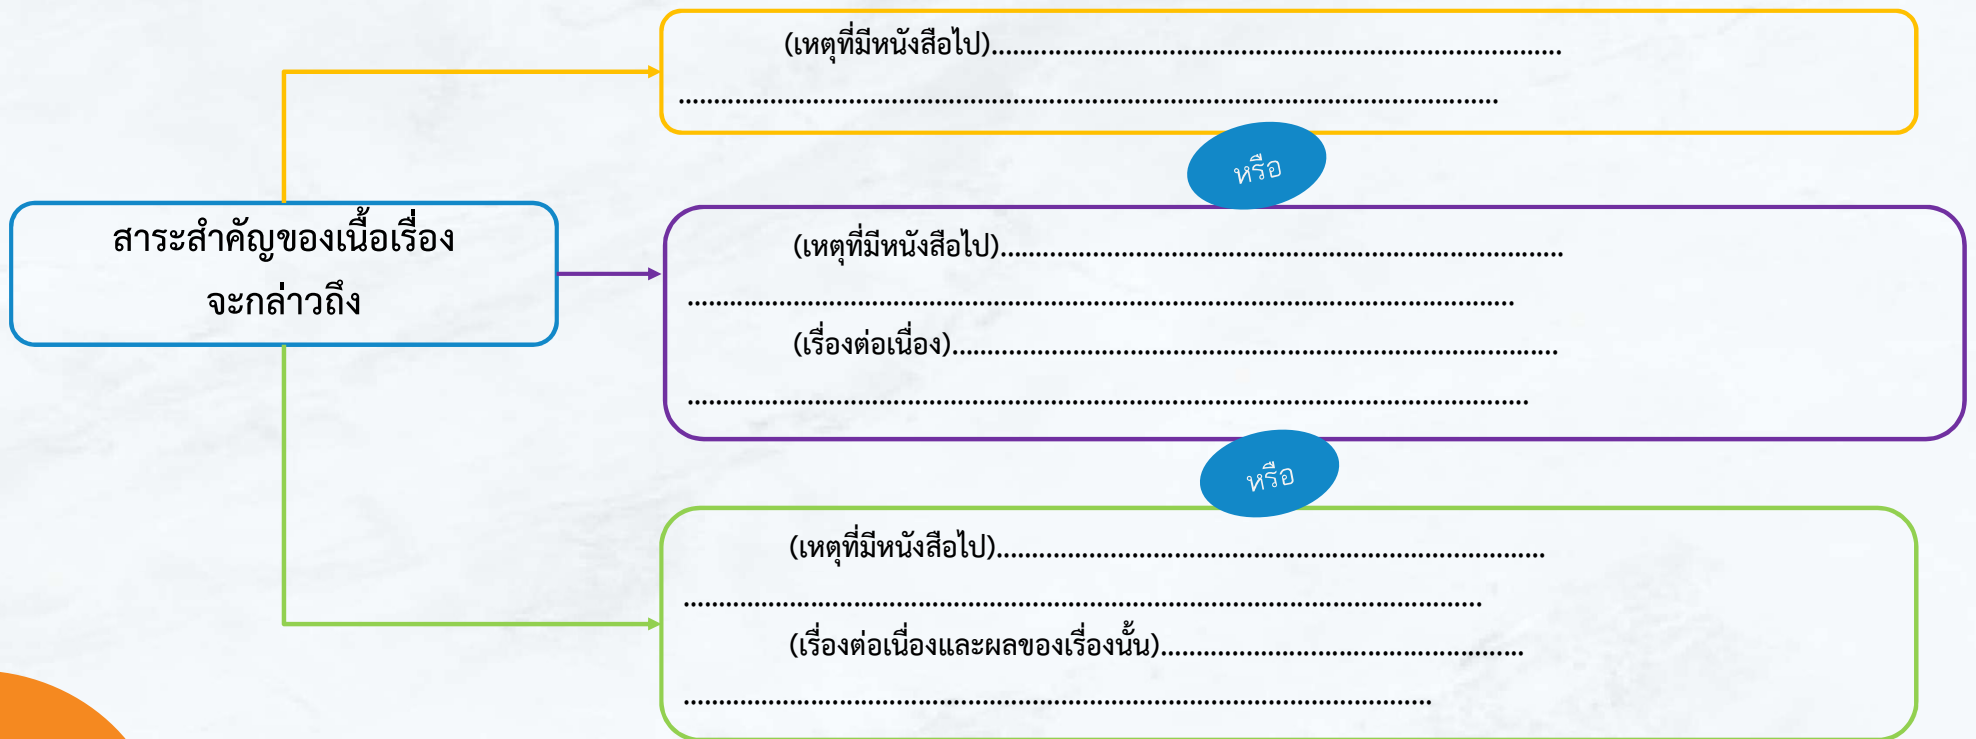 (เหตุที่มีหนังสือไป)................................................................................
....................................................................................................................
หรือ
สาระสำคัญของเนื้อเรื่อง
จะกล่าวถึง
(เหตุที่มีหนังสือไป)................................................................................
.....................................................................................................................
(เรื่องต่อเนื่อง)......................................................................................
.......................................................................................................................
หรือ
(เหตุที่มีหนังสือไป)..............................................................................
.................................................................................................................
(เรื่องต่อเนื่องและผลของเรื่องนั้น)...................................................
..........................................................................................................